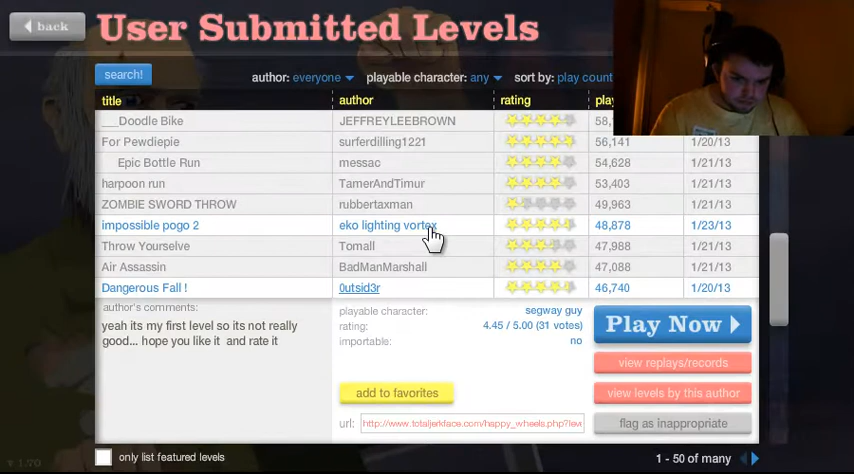 back
User Submitted Levels
search!
author: everyone playable character: any sort by: play count
title author rating
___Doodle Bike JEFFREYLEEBROWN
For Pewdiepie surferdilling1221 56,141 1/20/13
Epic Bottle Run messac 54,628 1/21/13
harpoon run TamerAndTimur 53,403 1/21/13
ZOMBIE SWORD THROW rubbertaxman 49,963 1/21/13
impossible pogo 2 eko lighting vortex 48,878 1/23/13
Throw Yourselve Tomall 47,988 1/21/13
Air Assassin BadManMarshall 47,088 1/21/13
Dangerous Fall ! 0utsid3r 46,740 1/20/13
author's comments:
yeah its my first level so its not really
good... hope you like it and rate it
playable character: segway guy
rating: 4.45 / 5.00 (31 votes)
importable: no
add to favorites
url: http://www.totaljerkface.com/happy_wheels.php?lev
Play Now
view replays/records
view levels by this author
flag as inappropriate
only list featured levels
1 - 50 of many
v 1.70